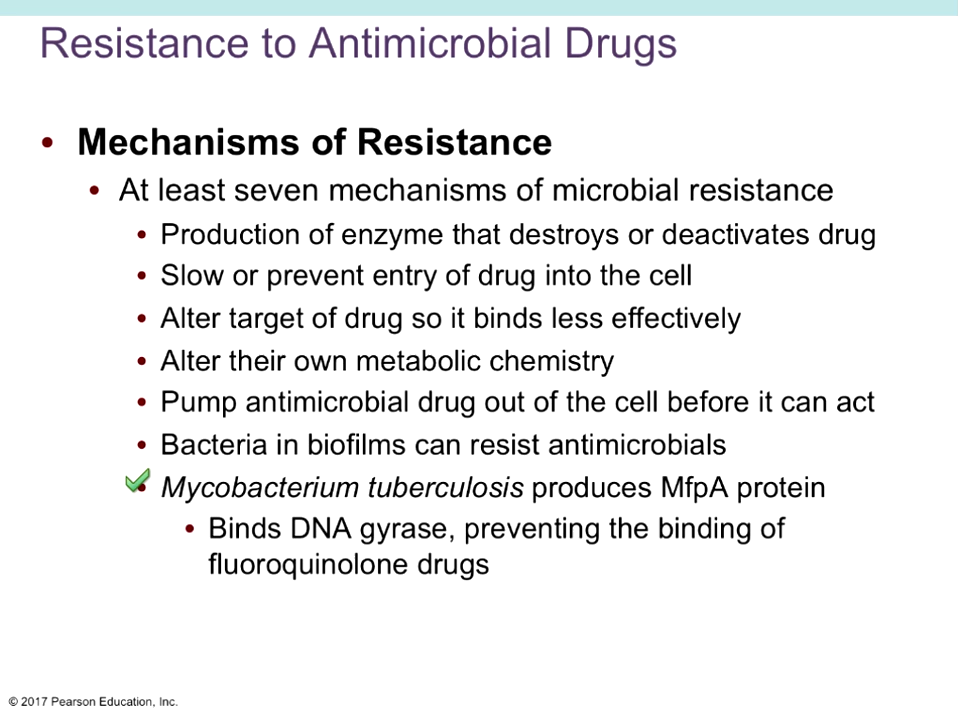 Resistance to Antimicrobial Drugs
• Mechanisms of Resistance
• At least seven mechanisms of microbial resistance
• Production of enzyme that destroys or deactivates drug
• Slow or prevent entry of drug into the cell
• Alter target of drug so it binds less effectively
• Alter their own metabolic chemistry
• Pump antimicrobial drug out of the cell before it can act
• Bacteria in biofilms can resist antimicrobials
• Mycobacterium tuberculosis produces MfpA protein
• Binds DNA gyrase, preventing the binding of
fluoroquinolone drugs
© 2017 Pearson Education, Inc.